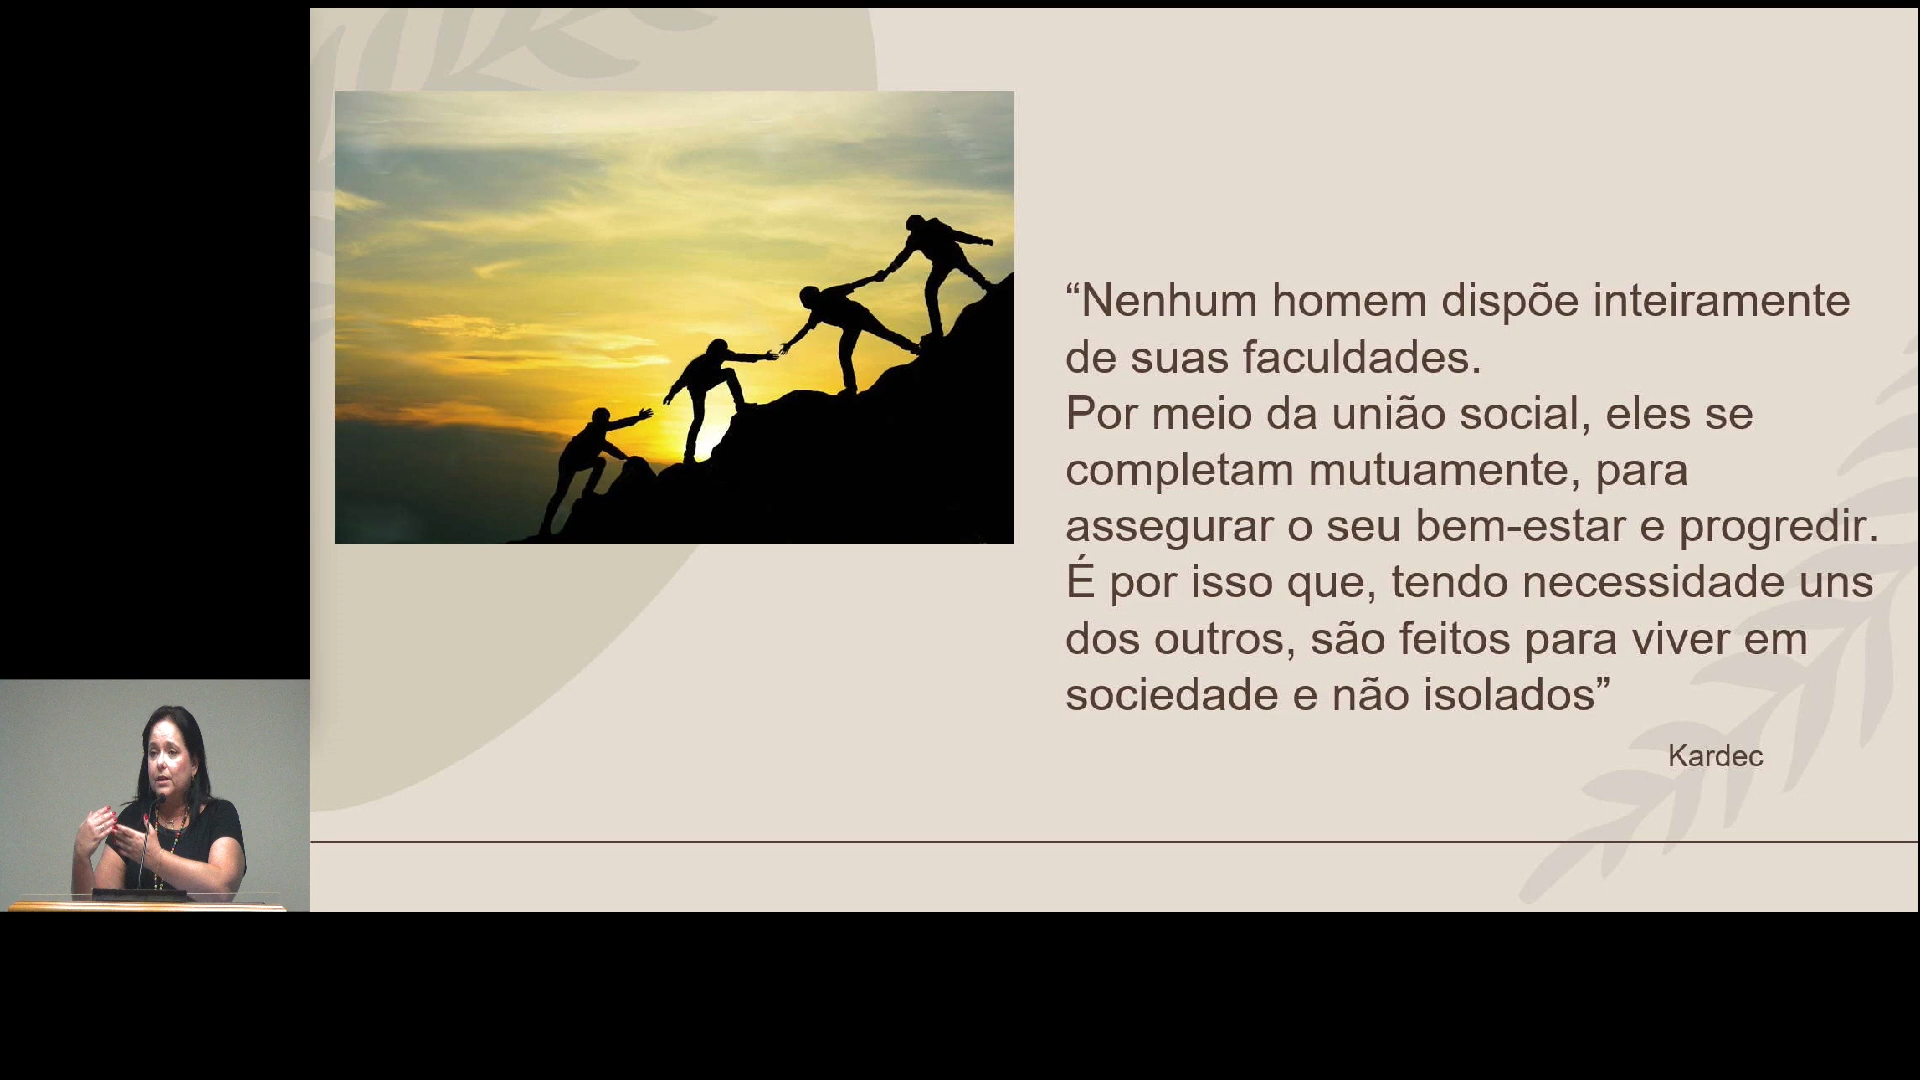 “Nenhum homem dispõe inteiramente
de suas faculdades.
Por meio da união social, eles se
completam mutuamente, para
assegurar o seu bem-estar e progredir.
É por isso que, tendo necessidade uns
dos outros, são feitos para viver em
sociedade e não isolados”
Kardec